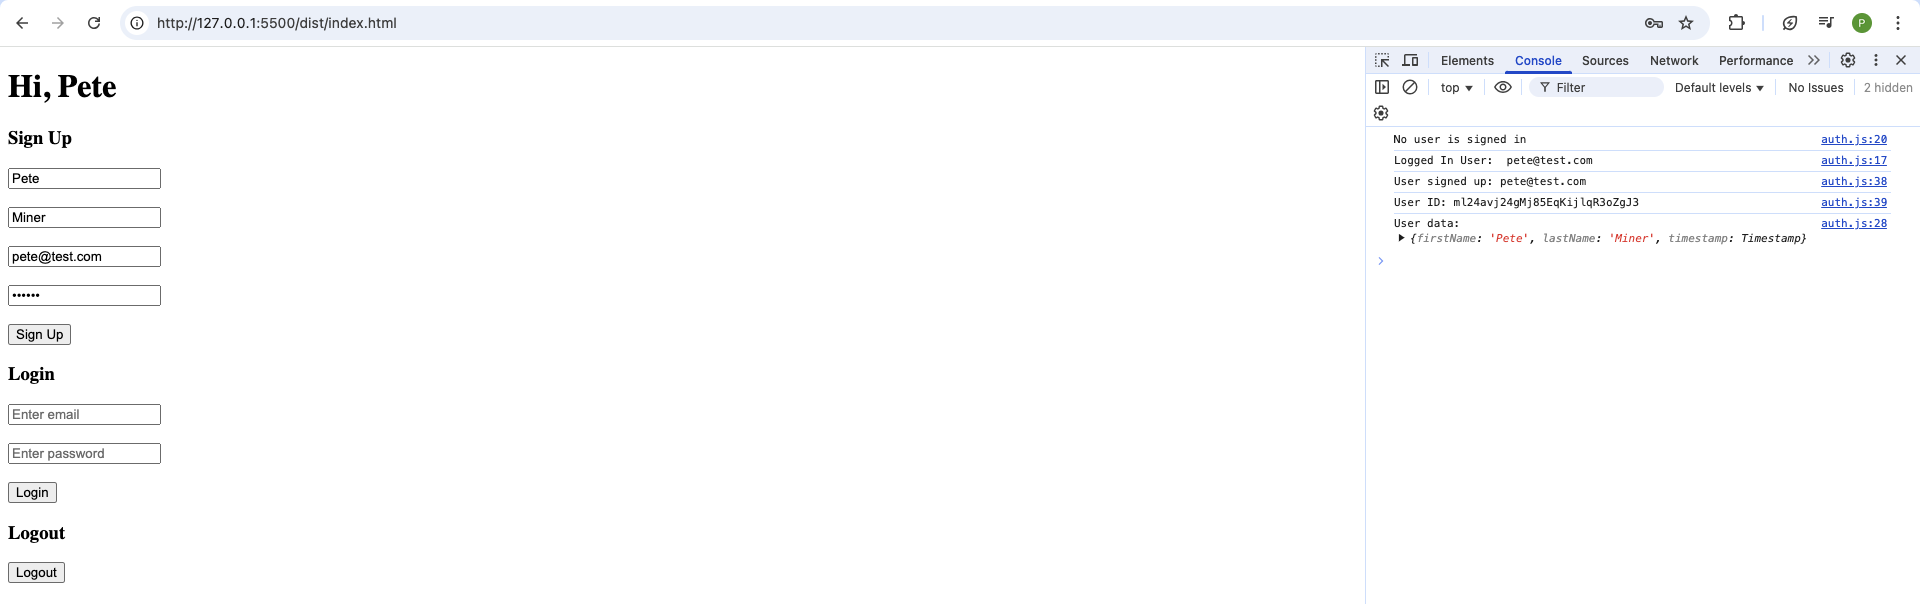 http://127.0.0.1:5500/dist/index.html
P
Hi, Pete
Sign Up
Pete
Miner
pete@test.com
••••••
Sign Up
Login
Enter email
Enter password
Login
Logout
Logout
Elements Console Sources Network Performance
top Filter Default levels No Issues 2 hidden
No user is signed in auth.js:20
Logged In User:  pete@test.com auth.js:17
User signed up: pete@test.com auth.js:38
User ID: ml24avj24gMj85EqKijlqR3oZgJ3 auth.js:39
User data: auth.js:28
{firstName: 'Pete', lastName: 'Miner', timestamp: Timestamp}